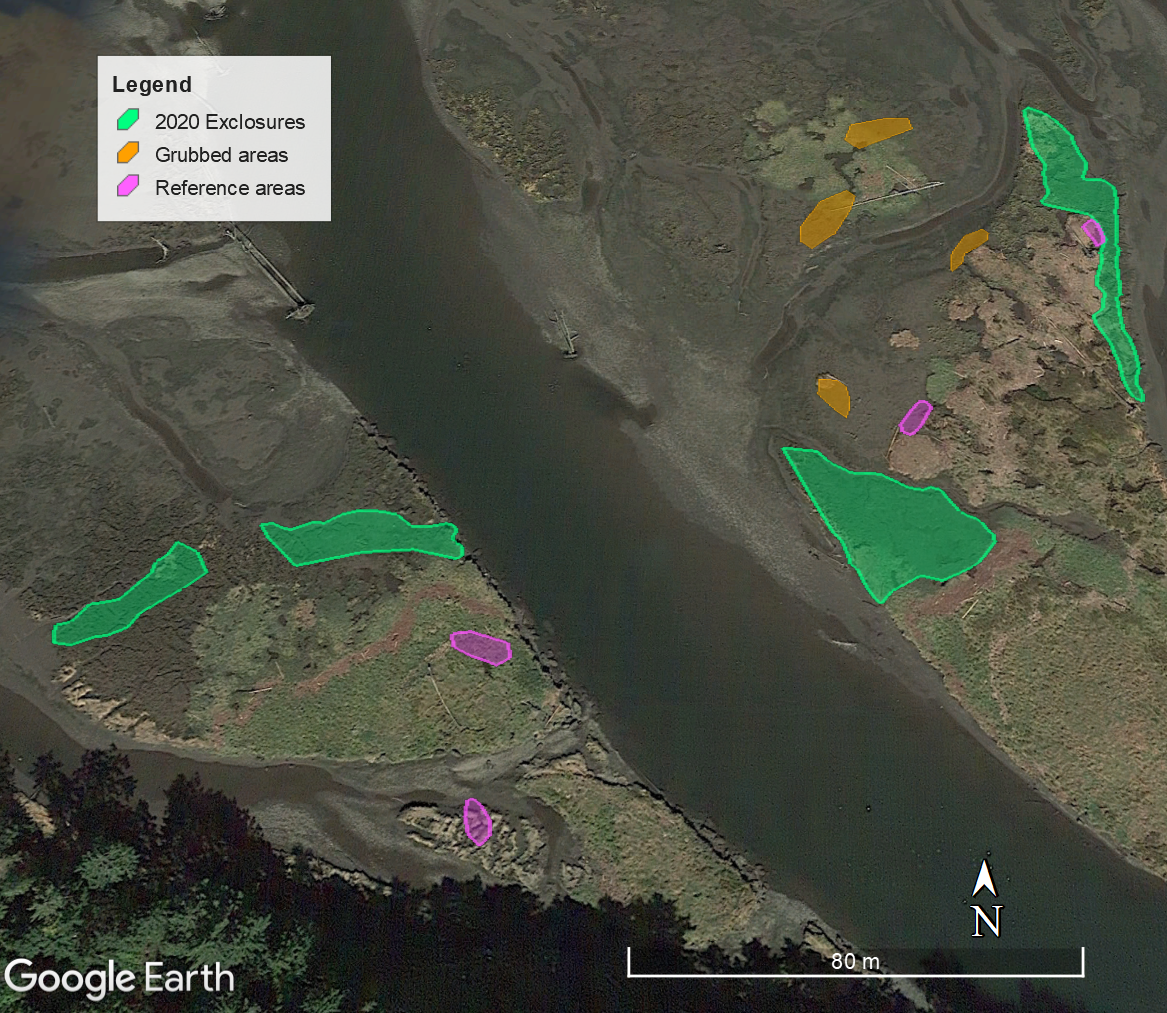 Legend
2020 Exclosures
Grubbed areas
Reference areas
N
80 m
Google Earth